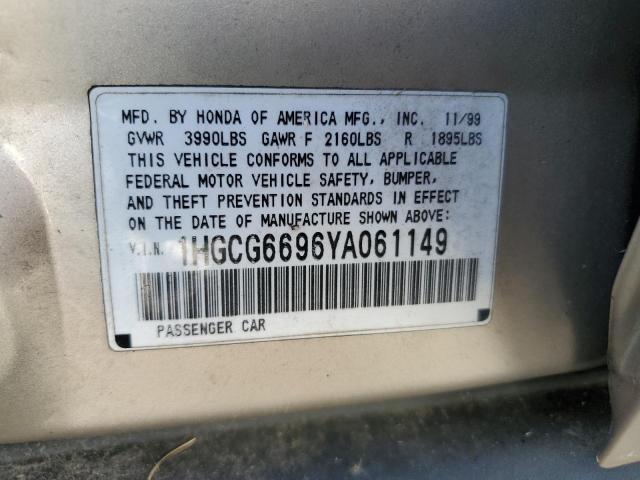 MFD. BY HONDA OF AMERICA MFG., INC. 11/99
GVWR 3990LBS GAWR F 2160LBS R 1895LBS
THIS VEHICLE CONFORMS TO ALL APPLICABLE
FEDERAL MOTOR VEHICLE SAFETY, BUMPER,
AND THEFT PREVENTION STANDARDS IN EFFECT
ON THE DATE OF MANUFACTURE SHOWN ABOVE:
V.I.N. 1HGCG6696YA061149
PASSENGER CAR